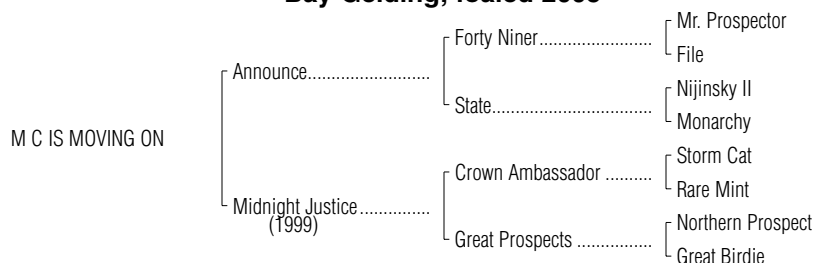 Bay Gelding; foaled 2008
Mr. Prospector
Forty Niner........................
File
Announce..........................
Nijinsky II
State..................................
Monarchy
M C IS MOVING ON
Storm Cat
Crown Ambassador ..........
Rare Mint
Midnight Justice ...............
(1999)
Northern Prospect
Great Prospects ................
Great Birdie